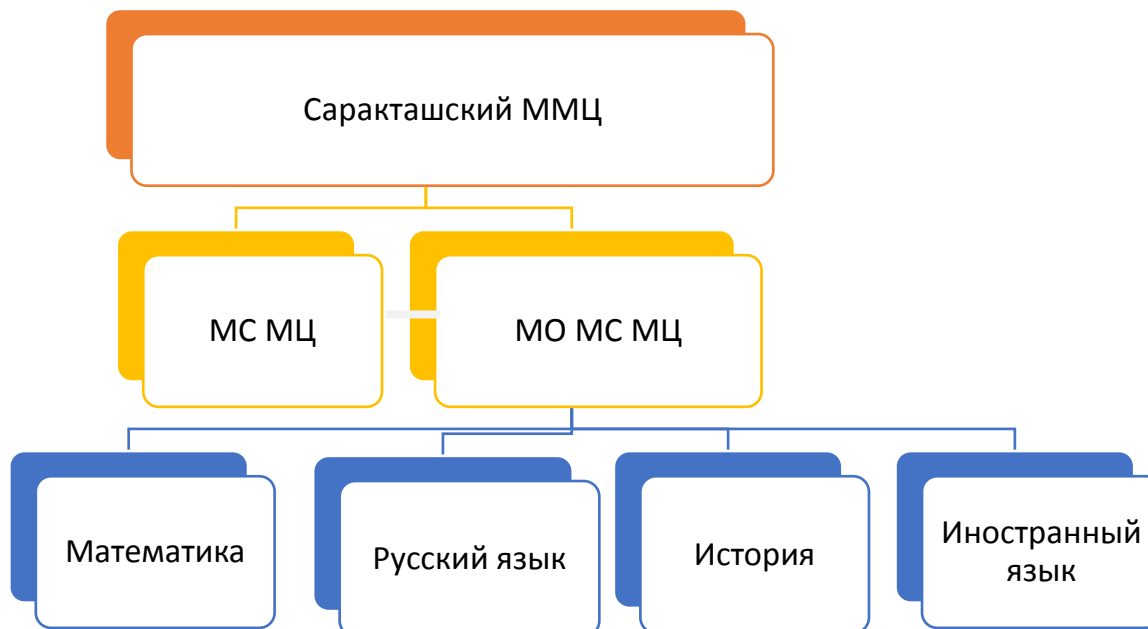 Саракташский ММЦ
МС МЦ
МО МС МЦ
Математика
Русский язык
История
Иностранный
язык